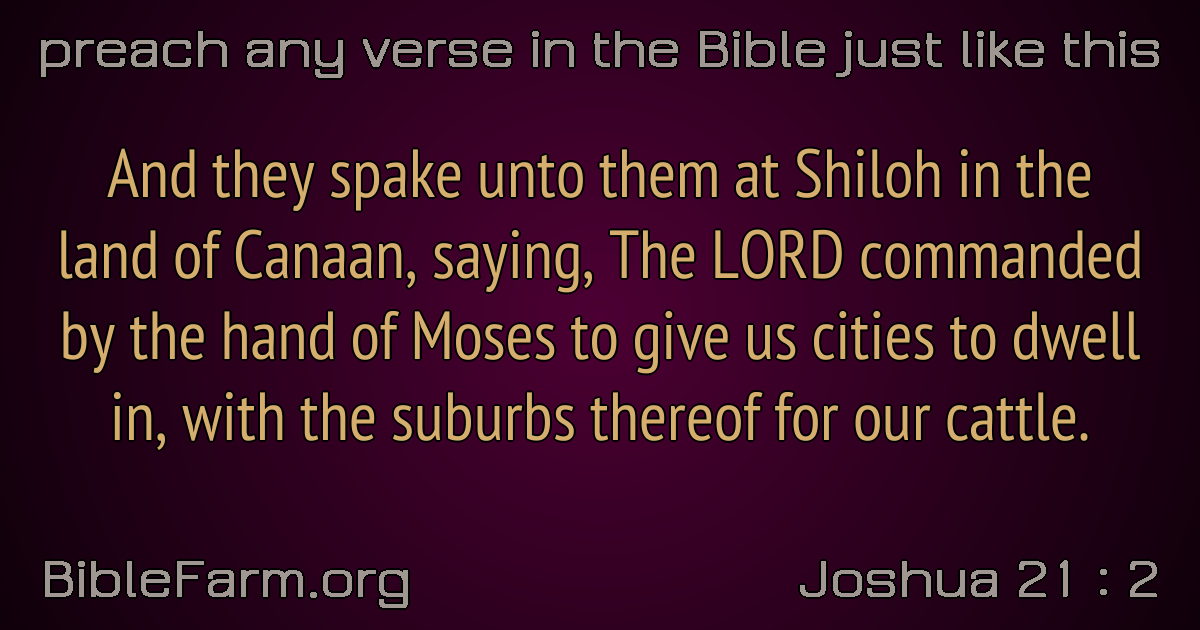 preach any verse in the Bible just like this
And they spake unto them at Shiloh in the
land of Canaan, saying, The LORD commanded
by the hand of Moses to give us cities to dwell
in, with the suburbs thereof for our cattle.
BibleFarm.org
Joshua 21 : 2